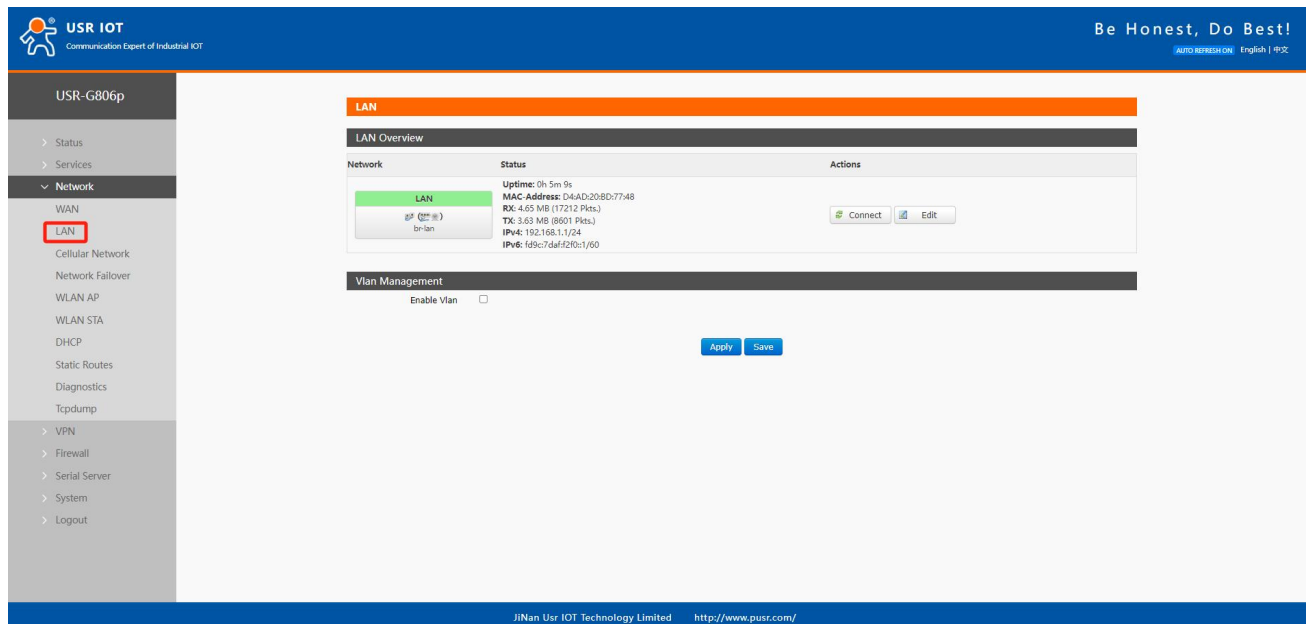 USR IOT
Communication Expert of Industrial IOT
Be Honest, Do Best!
AUTO REFRESH ON English | 中文
USR-G806p
Status
Services
Network
WAN
LAN
Cellular Network
Network Failover
WLAN AP
WLAN STA
DHCP
Static Routes
Diagnostics
Tcpdump
VPN
Firewall
Serial Server
System
Logout
LAN
LAN Overview
Network Status Actions
LAN
br-lan
Uptime: 0h 5m 9s
MAC-Address: D4:AD:20:BD:77:48
RX: 4.65 MB (17212 Pkts.)
TX: 3.63 MB (8601 Pkts.)
IPv4: 192.168.1.1/24
IPv6: fd9c:7daf:f2f0::1/60
Connect Edit
Vlan Management
Enable Vlan
Apply Save
JiNan Usr IOT Technology Limited http://www.pusr.com/